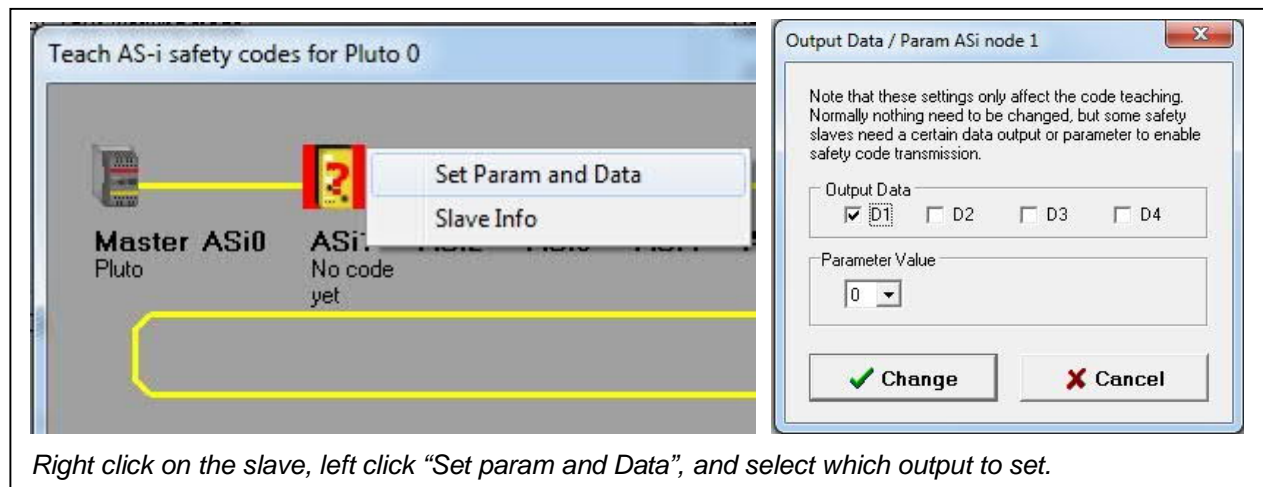 Teach AS-i safety codes for Pluto 0
?
Set Param and Data
Slave Info
Master ASi0
Pluto
ASi1
No code
yet
Output Data / Param ASi node 1
Note that these settings only affect the code teaching.
Normally nothing need to be changed, but some safety
slaves need a certain data output or parameter to enable
safety code transmission.
Output Data
D1 D2 D3 D4
Parameter Value
0
Change Cancel
Right click on the slave, left click “Set param and Data”, and select which output to set.